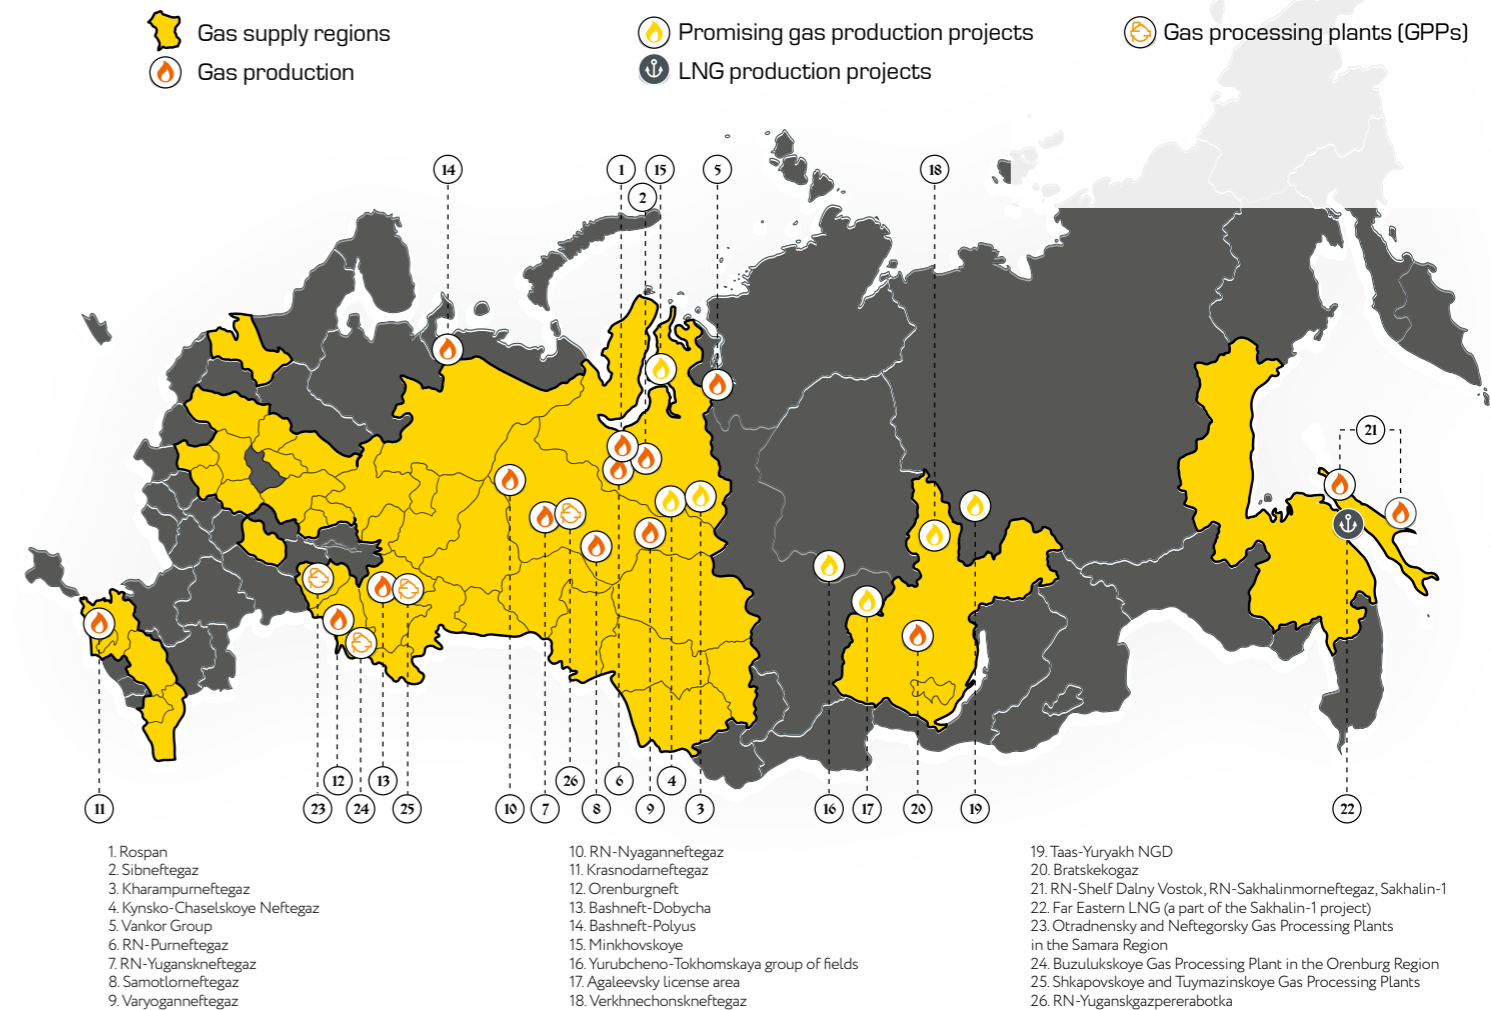 Gas supply regions
Gas production
Promising gas production projects
LNG production projects
Gas processing plants (GPPs)
14
1
15
2
5
18
21
11
23
12
24
13
25
10
7
26
8
6
9
4
3
16
17
20
19
22
1. Rospan
2. Sibneftegaz
3. Kharampurneftegaz
4. Kynsko-Chaselskoye Neftegaz
5. Vankor Group
6. RN-Purneftegaz
7. RN-Yuganskneftegaz
8. Samotlorneftegaz
9. Varyoganneftegaz
10. RN-Nyaganneftegaz
11. Krasnodarneftegaz
12. Orenburgneft
13. Bashneft-Dobycha
14. Bashneft-Polyus
15. Minkhovskoye
16. Yurubcheno-Tokhomskaya group of fields
17. Agaleevsky license area
18. Verkhnechonskneftegaz
19. Taas-Yuryakh NGD
20. Bratskekogaz
21. RN-Shelf Dalny Vostok, RN-Sakhalinmorneftegaz, Sakhalin-1
22. Far Eastern LNG (a part of the Sakhalin-1 project)
23. Otradnensky and Neftegorsky Gas Processing Plants
in the Samara Region
24. Buzulukskoye Gas Processing Plant in the Orenburg Region
25. Shkapovskoye and Tuymazinskoye Gas Processing Plants
26. RN-Yuganskgazpererabotka